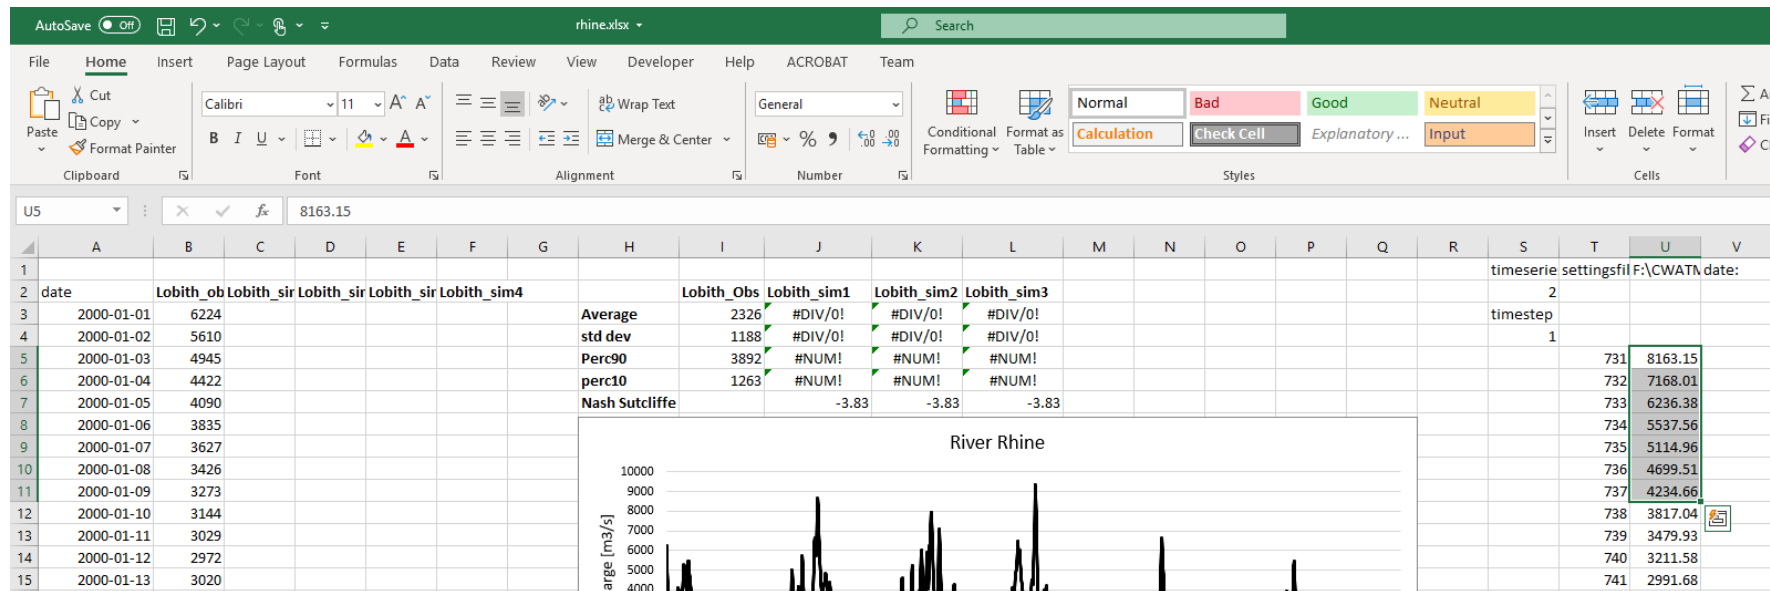 AutoSave Off rhine.xlsx Search
File Home Insert Page Layout Formulas Data Review View Developer Help ACROBAT Team
Paste Cut Copy Format Painter
Calibri 11 A A
B I U A
ab Wrap Text
Merge & Center
General
% 9 .00 .00
Conditional Formatting Format as Table
Normal Bad Good Neutral
Calculation Check Cell Explanatory ... Input
Insert Delete Format
Clipboard Font Alignment Number Styles Cells
U5 fx 8163.15
A B C D E F G H I J K L M N O P Q R S T U V
1 timeserie settingsfil F:\CWATM date:
2 date Lobith_ob Lobith_sir Lobith_sir Lobith_sir Lobith_sim4 Lobith_Obs Lobith_sim1 Lobith_sim2 Lobith_sim3 2
3 2000-01-01 6224 Average 2326 #DIV/0! #DIV/0! #DIV/0! timestep
4 2000-01-02 5610 std dev 1188 #DIV/0! #DIV/0! #DIV/0! 1
5 2000-01-03 4945 Perc90 3892 #NUM! #NUM! #NUM! 731 8163.15
6 2000-01-04 4422 perc10 1263 #NUM! #NUM! #NUM! 732 7168.01
7 2000-01-05 4090 Nash Sutcliffe -3.83 -3.83 -3.83 733 6236.38
8 2000-01-06 3835 734 5537.56
9 2000-01-07 3627 River Rhine 735 5114.96
10 2000-01-08 3426 10000 736 4699.51
11 2000-01-09 3273 9000 737 4234.66
12 2000-01-10 3144 8000 738 3817.04
13 2000-01-11 3029 7000 739 3479.93
14 2000-01-12 2972 6000 740 3211.58
15 2000-01-13 3020 5000 741 2991.68
4000
arge [m3/s]